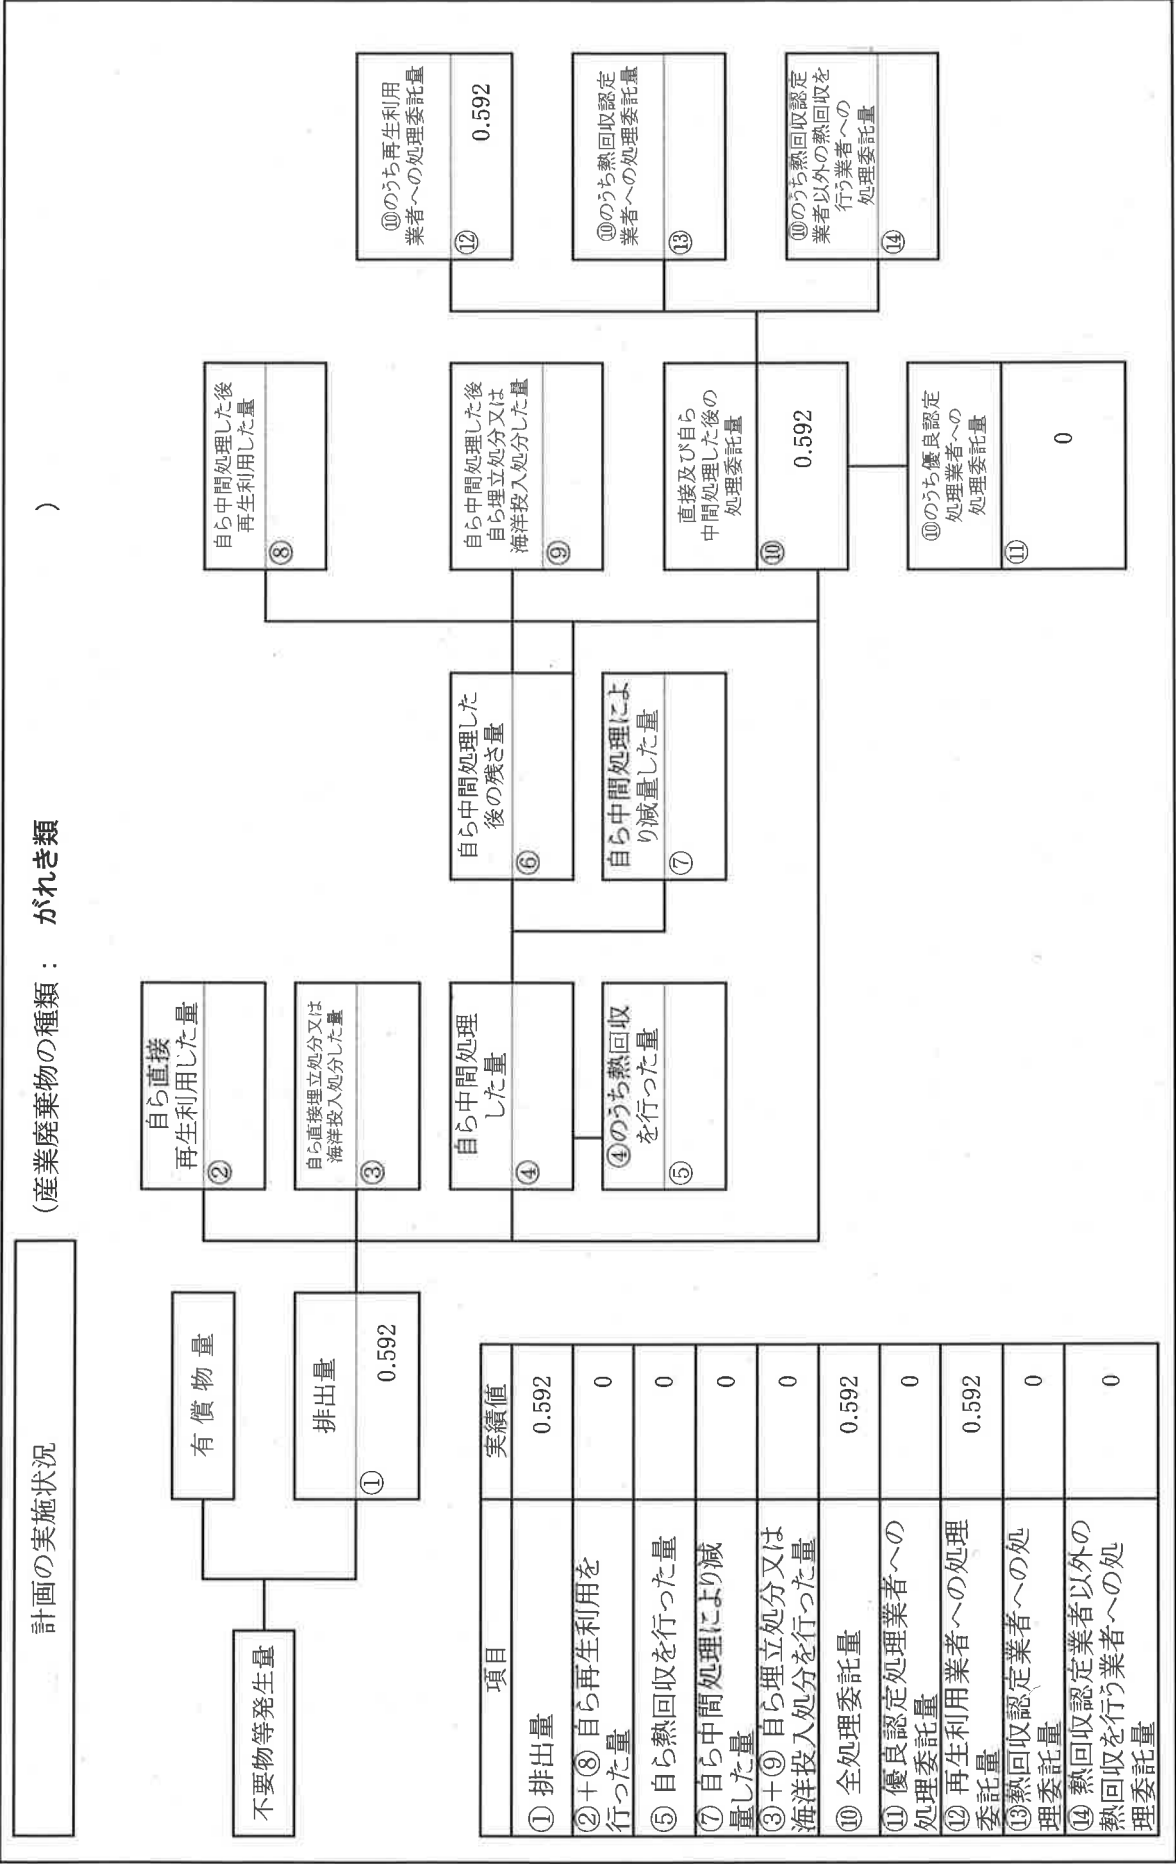 計画の実施状況
（産業廃棄物の種類： がれき類 ）
不要物等発生量
有償物量
排出量
①
0.592
自ら直接
再生利用した量
②
自ら直接埋立処分又は
海洋投入処分した量
③
自ら中間処理
した量
④
④のうち熱回収
を行った量
⑤
自ら中間処理した
後の残さ量
⑥
自ら中間処理によ
り減量した量
⑦
自ら中間処理した後
再生利用した量
⑧
自ら中間処理した後
自ら埋立処分又は
海洋投入処分した量
⑨
直接及び自ら
中間処理した後の
処理委託量
⑩
0.592
⑩のうち優良認定
処理業者への
処理委託量
⑪
0
⑩のうち再生利用
業者への処理委託量
⑫
0.592
⑩のうち熱回収認定
業者への処理委託量
⑬
⑩のうち熱回収認定
業者以外の熱回収を
行う業者への
処理委託量
⑭
項目 実績値
①排出量 0.592
②＋⑧自ら再生利用を
行った量 0
⑤自ら熱回収を行った量 0
⑦自ら中間処理により減
量した量 0
③＋⑨自ら埋立処分又は
海洋投入処分を行った量 0
⑩全処理委託量 0.592
⑪優良認定処理業者への
処理委託量 0
⑫再生利用業者への処理
委託量 0.592
⑬熱回収認定業者への処
理委託量 0
⑭熱回収認定業者以外の
熱回収を行う業者への処
理委託量 0